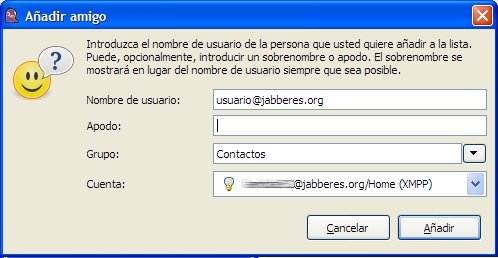 Añadir amigo
Introduzca el nombre de usuario de la persona que usted quiere añadir a la lista.
Puede, opcionalmente, introducir un sobrenombre o apodo. El sobrenombre se
mostrará en lugar del nombre de usuario siempre que sea posible.
Nombre de usuario: usuario@jabberes.org
Apodo:
Grupo: Contactos
Cuenta: @jabberes.org/Home (XMPP)
Cancelar Añadir